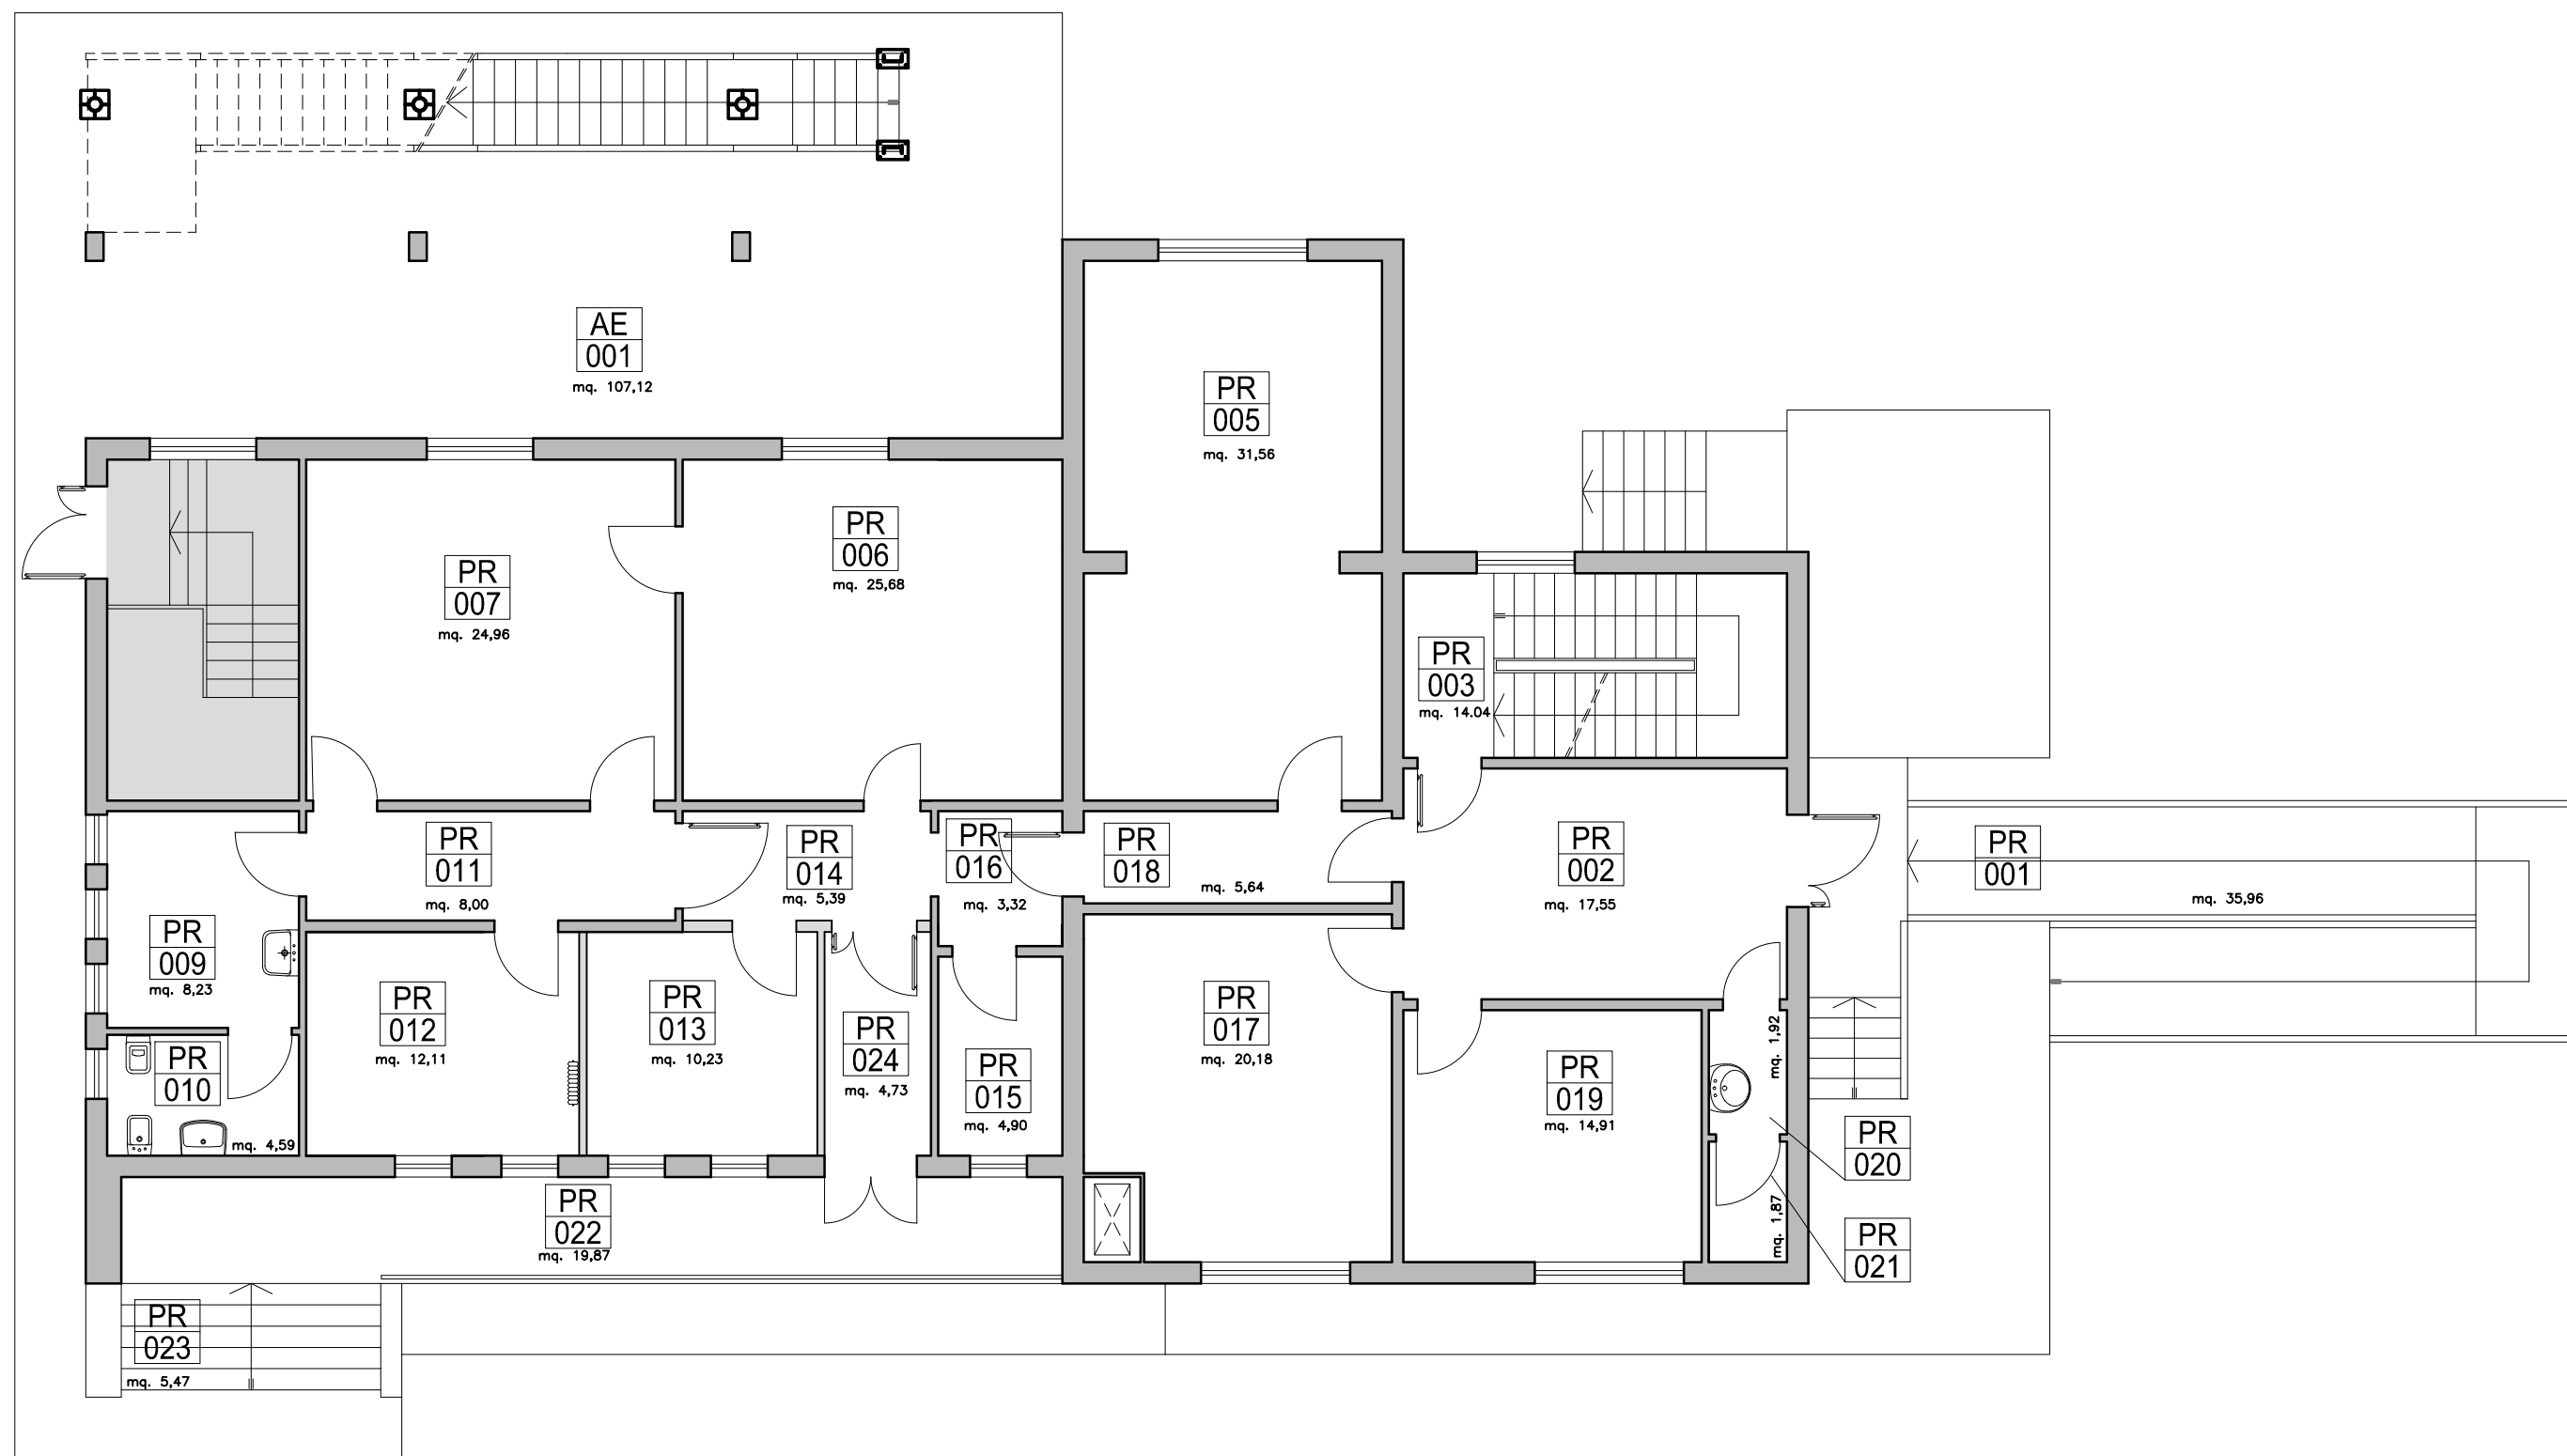 AE
001
mq. 107,12
PR
005
mq. 31,56
PR
006
mq. 25,68
PR
007
mq. 24,96
PR
003
mq. 14.04
PR
011
mq. 8,00
PR
014
mq. 5,39
PR
016
mq. 3,32
PR
018
mq. 5,64
PR
002
mq. 17,55
PR
001
mq. 35,96
PR
009
mq. 8,23
PR
012
mq. 12,11
PR
013
mq. 10,23
PR
024
mq. 4,73
PR
015
mq. 4,90
PR
017
mq. 20,18
PR
019
mq. 14,91
mq. 1,92
PR
010
mq. 4,59
PR
020
mq. 1,87
PR
021
PR
022
mq. 19,87
PR
023
mq. 5,47